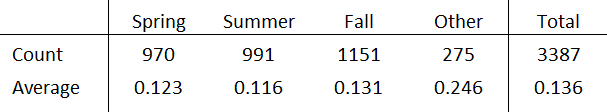 Spring Summer Fall Other Total
Count 970 991 1151 275 3387
Average 0.123 0.116 0.131 0.246 0.136